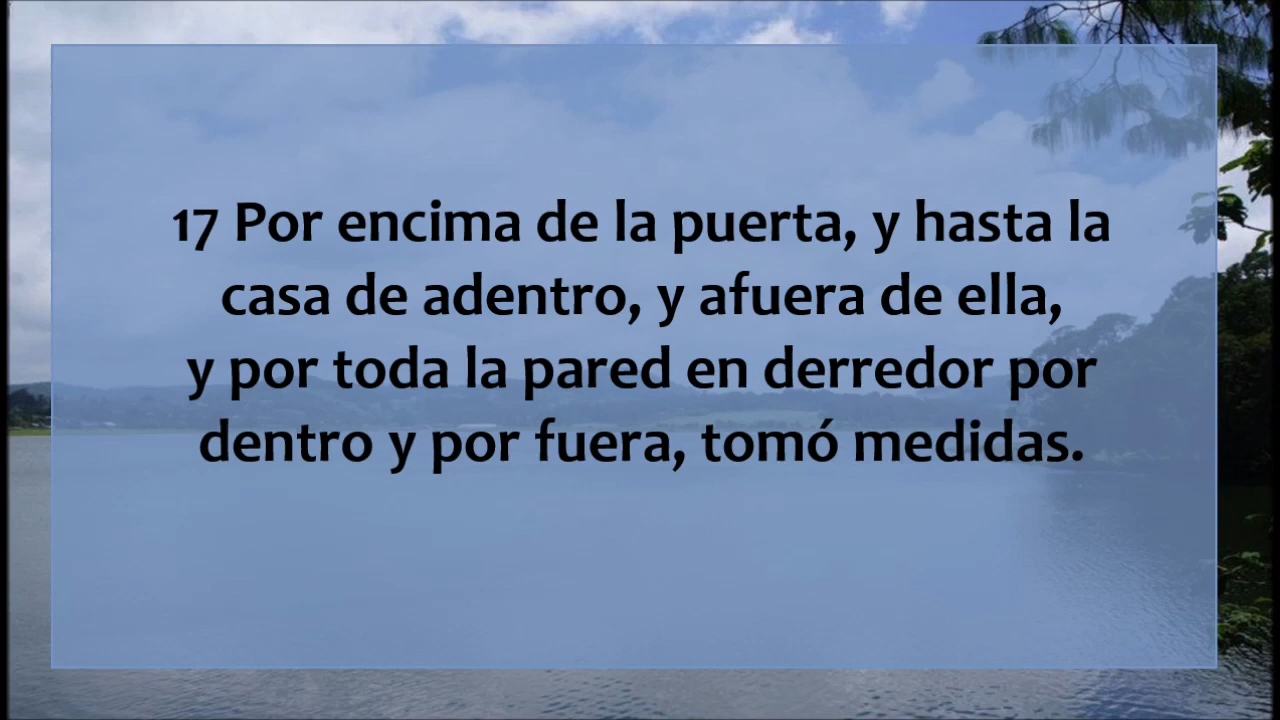 17 Por encima de la puerta, y hasta la
casa de adentro, y afuera de ella,
y por toda la pared en derredor por
dentro y por fuera, tomó medidas.